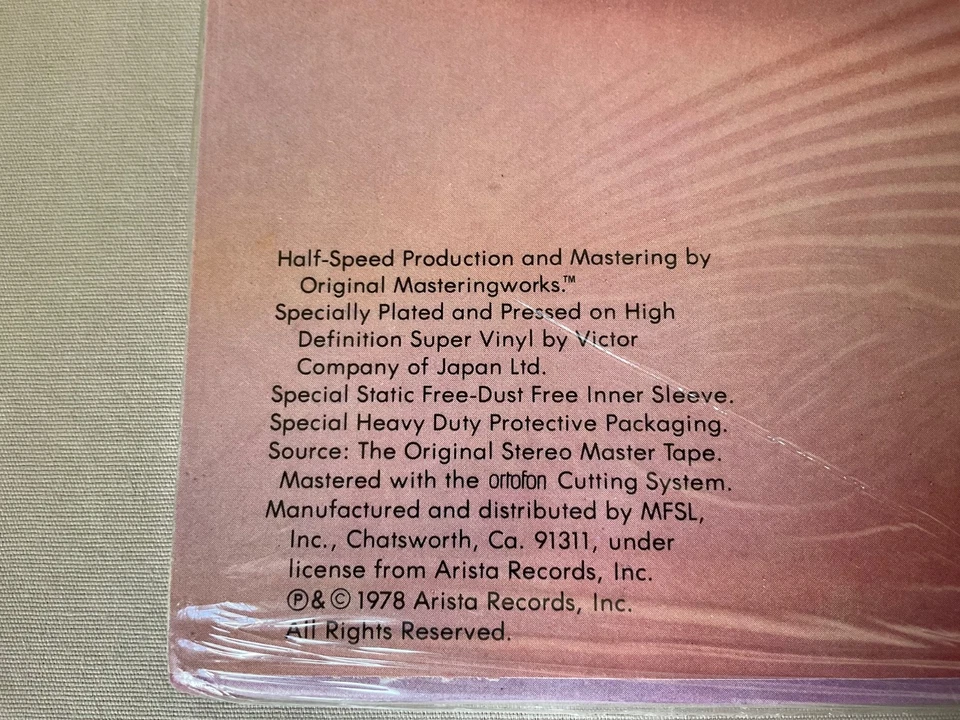 Half-Speed Production and Mastering by
Original Masteringworks.™
Specially Plated and Pressed on High
Definition Super Vinyl by Victor
Company of Japan Ltd.
Special Static Free-Dust Free Inner Sleeve.
Special Heavy Duty Protective Packaging.
Source: The Original Stereo Master Tape.
Mastered with the ortofon Cutting System.
Manufactured and distributed by MFSL,
Inc., Chatsworth, Ca. 91311, under
license from Arista Records, Inc.
℗&© 1978 Arista Records, Inc.
All Rights Reserved.